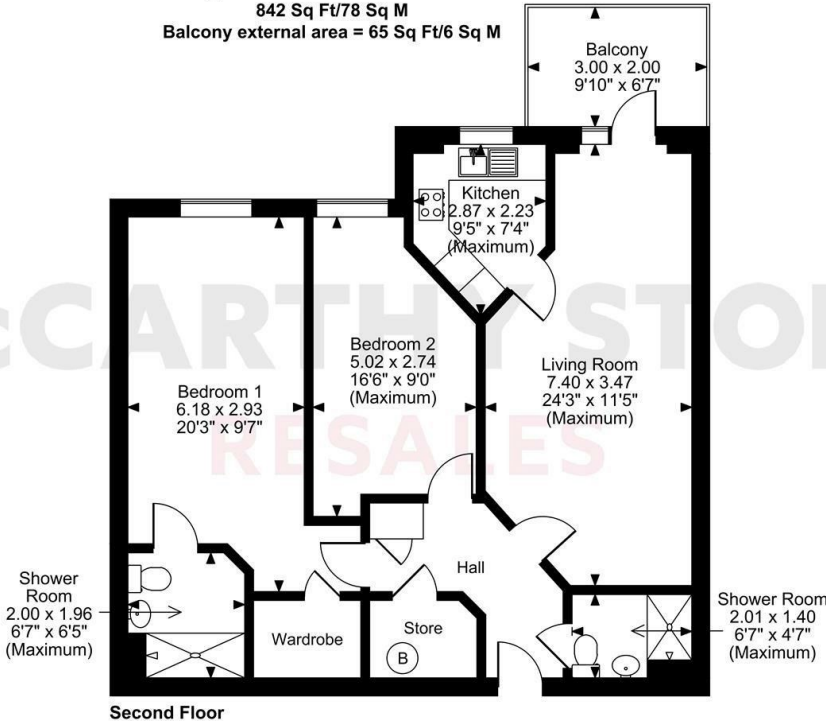 842 Sq Ft/78 Sq M
Balcony external area = 65 Sq Ft/6 Sq M
Balcony
3.00 x 2.00
9'10" x 6'7"
Kitchen
2.87 x 2.23
9'5" x 7'4"
(Maximum)
Bedroom 2
5.02 x 2.74
16'6" x 9'0"
(Maximum)
Living Room
7.40 x 3.47
24'3" x 11'5"
(Maximum)
Bedroom 1
6.18 x 2.93
20'3" x 9'7"
McCARTHY STO
RESALES
Hall
Shower
Room
2.00 x 1.96
6'7" x 6'5"
(Maximum)
Wardrobe
Store
B
Shower Room
2.01 x 1.40
6'7" x 4'7"
(Maximum)
Second Floor